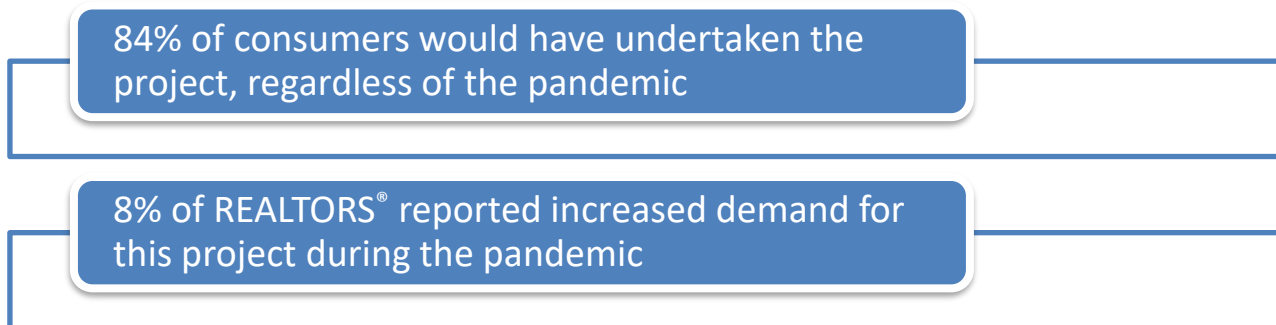 84% of consumers would have undertaken the
project, regardless of the pandemic
8% of REALTORS® reported increased demand for
this project during the pandemic